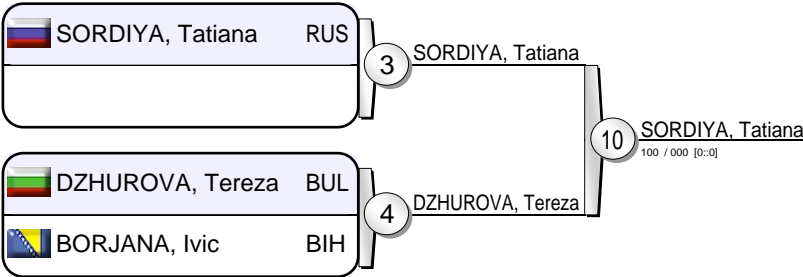 SORDIYA, Tatiana RUS
3
SORDIYA, Tatiana
10
SORDIYA, Tatiana
100 / 000 [0::0]
DZHUROVA, Tereza BUL
4
DZHUROVA, Tereza
BORJANA, Ivic BIH